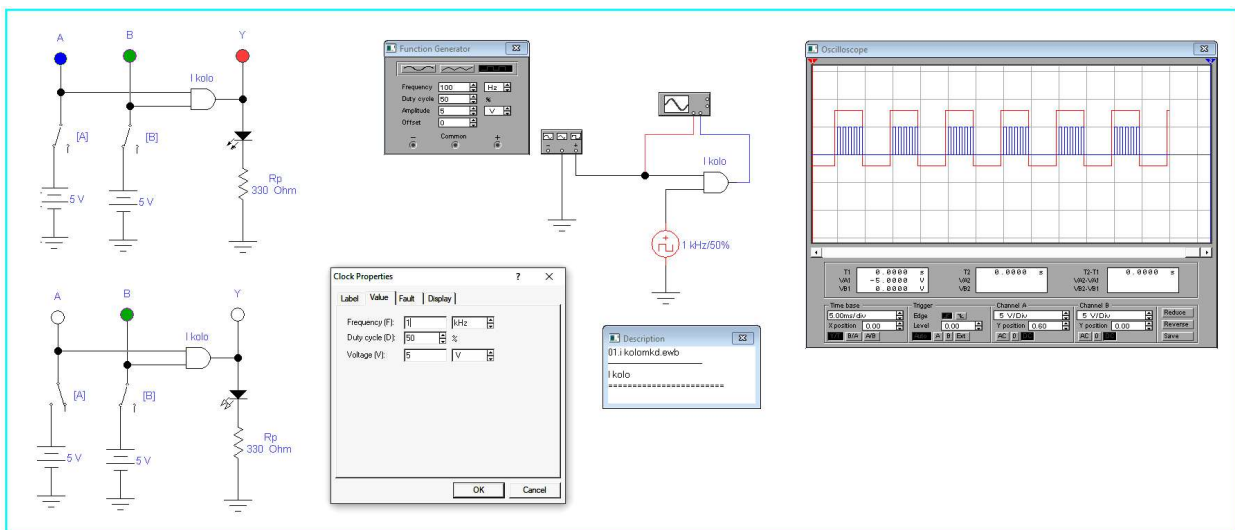 A
B
Y
I kolo
[A]
[B]
5 V
5 V
Rp
330 Ohm
A
B
Y
I kolo
[A]
[B]
5 V
5 V
Rp
330 Ohm
Function Generator
Frequency 100 Hz
Duty cycle 50 %
Amplitude 5 V
Offset 0
− Common +
I kolo
1 kHz/50%
Clock Properties ? ×
Label Value Fault Display
Frequency (F): 1 kHz
Duty cycle (D): 50 %
Voltage (V): 5 V
OK Cancel
Description
01.i kolomkd.ewb
I kolo
========================
Oscilloscope
T1 0.0000 s T2 0.0000 s T2-T1 0.0000 s
VA1 -5.0000 V VA2 VA2-VA1
VB1 0.0000 V VB2 VB2-VB1
Time base Trigger Channel A Channel B
5.00ms/div Edge 5 V/Div 5 V/Div Reduce
X position 0.00 Level 0.00 Y position 0.60 Y position 0.00 Reverse
B/A A/B A B Ext AC 0 AC 0 Save